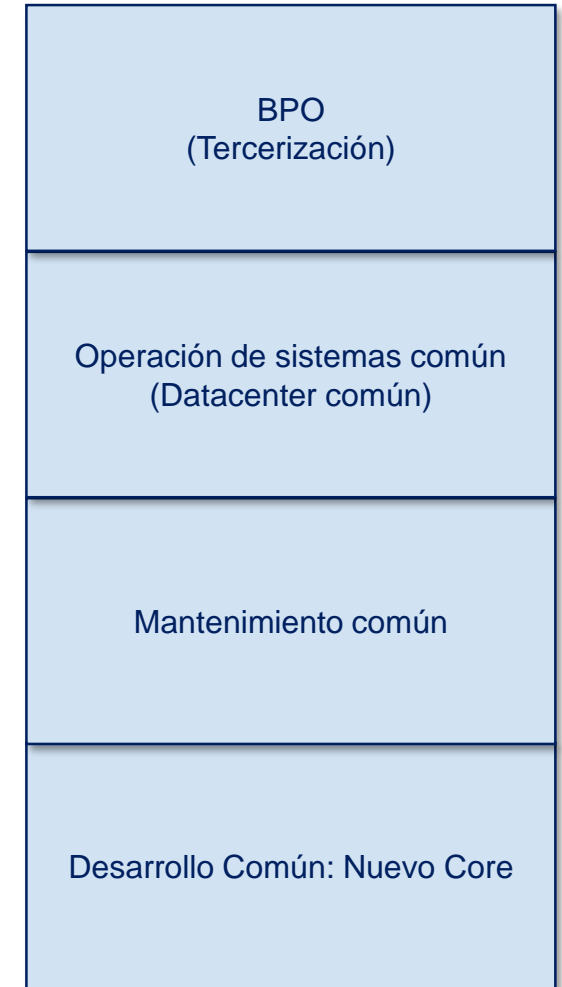 BPO
(Tercerización)
Operación de sistemas común
(Datacenter común)
Mantenimiento común
Desarrollo Común: Nuevo Core